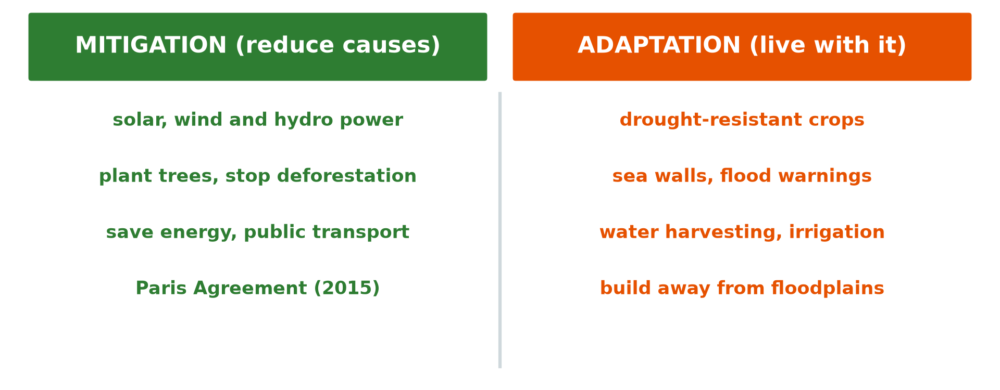 MITIGATION (reduce causes)
solar, wind and hydro power
plant trees, stop deforestation
save energy, public transport
Paris Agreement (2015)
ADAPTATION (live with it)
drought-resistant crops
sea walls, flood warnings
water harvesting, irrigation
build away from floodplains